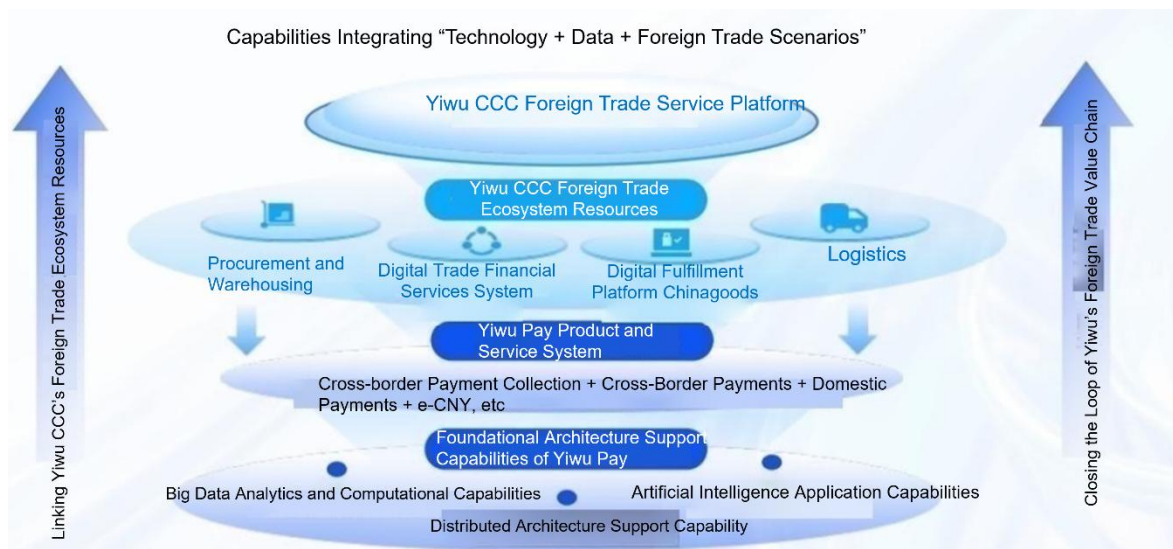 Capabilities Integrating “Technology + Data + Foreign Trade Scenarios”
Linking Yiwu CCC’s Foreign Trade Ecosystem Resources
Closing the Loop of Yiwu’s Foreign Trade Value Chain
Yiwu CCC Foreign Trade Service Platform
Yiwu CCC Foreign Trade
Ecosystem Resources
Procurement and
Warehousing
Digital Trade Financial
Services System
Digital Fulfillment
Platform Chinagoods
Logistics
Yiwu Pay Product and
Service System
Cross-border Payment Collection + Cross-Border Payments + Domestic
Payments + e-CNY, etc
Foundational Architecture Support
Capabilities of Yiwu Pay
Big Data Analytics and Computational Capabilities
Artificial Intelligence Application Capabilities
Distributed Architecture Support Capability